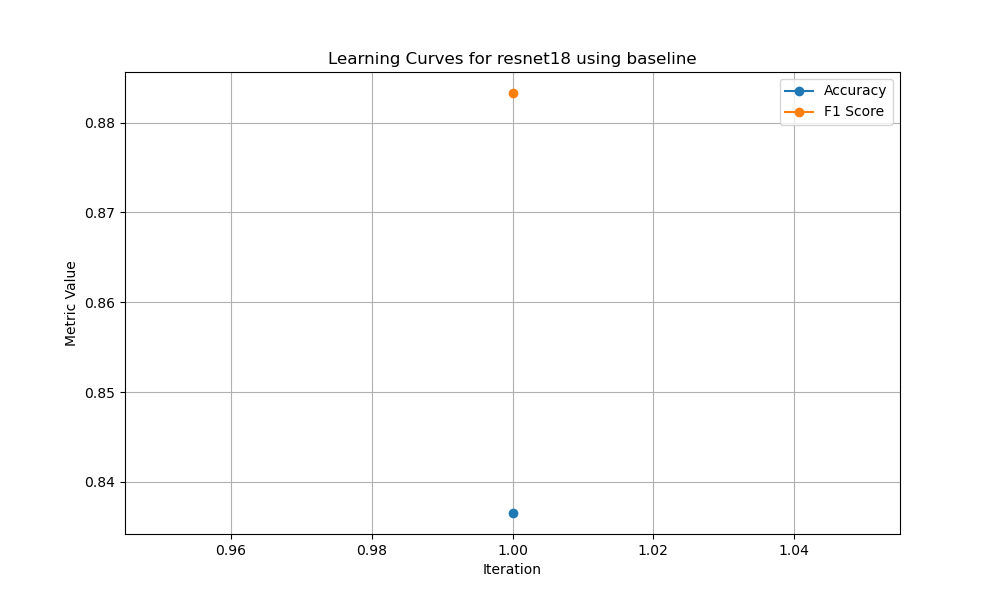 Learning Curves for resnet18 using baseline
Accuracy
F1 Score
0.88
0.87
0.86
0.85
0.84
Metric Value
0.96 0.98 1.00 1.02 1.04
Iteration